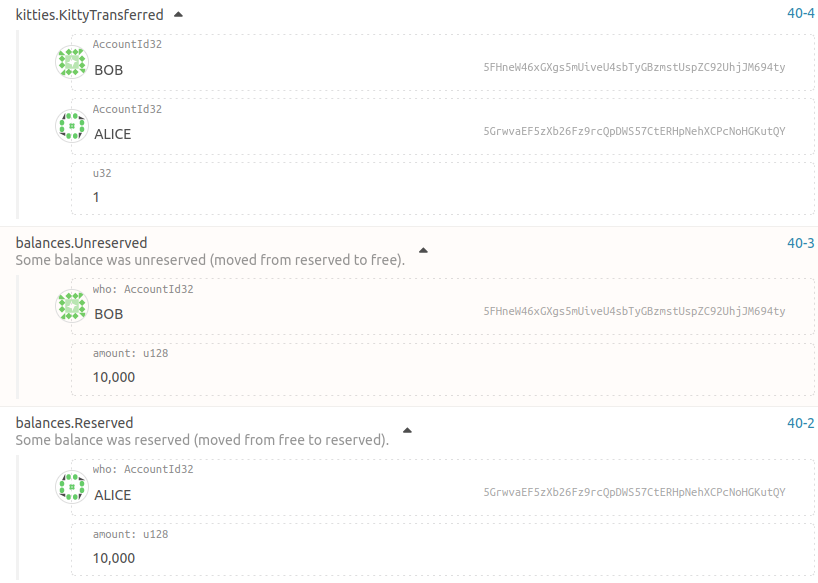 kitties.KittyTransferred 40-4
AccountId32
BOB 5FHneW46xGXgs5mUiveU4sbTyGBzmstUspZC92UhjJM694ty
AccountId32
ALICE 5GrwvaEF5zXb26Fz9rcQpDWS57CtERHpNehXCPcNoHGKutQY
u32
1
balances.Unreserved 40-3
Some balance was unreserved (moved from reserved to free).
who: AccountId32
BOB 5FHneW46xGXgs5mUiveU4sbTyGBzmstUspZC92UhjJM694ty
amount: u128
10,000
balances.Reserved 40-2
Some balance was reserved (moved from free to reserved).
who: AccountId32
ALICE 5GrwvaEF5zXb26Fz9rcQpDWS57CtERHpNehXCPcNoHGKutQY
amount: u128
10,000